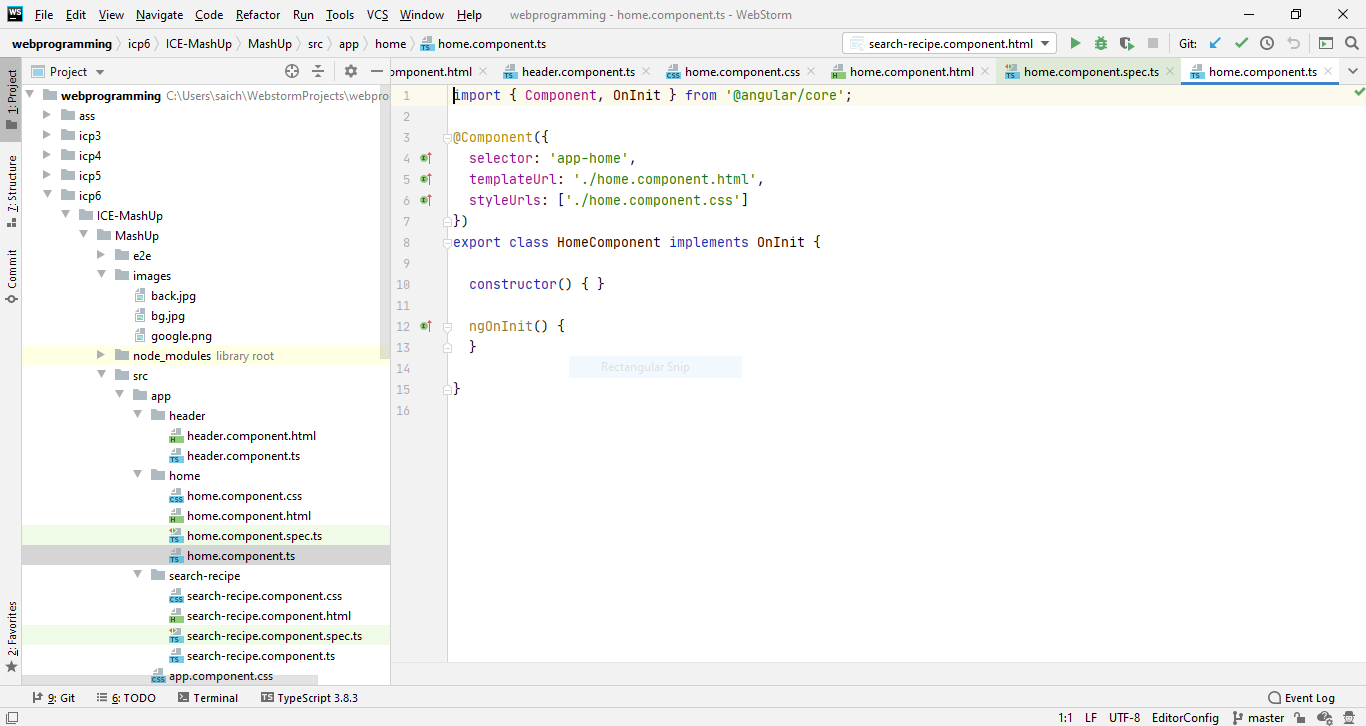 WS File Edit View Navigate Code Refactor Run Tools VCS Window Help webprogramming - home.component.ts - WebStorm
webprogramming icp6 ICE-MashUp MashUp src app home home.component.ts search-recipe.component.html Git:
1: Project
7: Structure
Commit
2: Favorites
Project
omponent.html header.component.ts home.component.css home.component.html home.component.spec.ts home.component.ts
webprogramming C:\Users\saich\WebstormProjects\webpro
ass
icp3
icp4
icp5
icp6
ICE-MashUp
MashUp
e2e
images
back.jpg
bg.jpg
google.png
node_modules library root
src
app
header
header.component.html
header.component.ts
home
home.component.css
home.component.html
home.component.spec.ts
home.component.ts
search-recipe
search-recipe.component.css
search-recipe.component.html
search-recipe.component.spec.ts
search-recipe.component.ts
app.component.css
1 import { Component, OnInit } from '@angular/core';
2
3 @Component({
4 selector: 'app-home',
5 templateUrl: './home.component.html',
6 styleUrls: ['./home.component.css']
7 })
8 export class HomeComponent implements OnInit {
9
10 constructor() { }
11
12 ngOnInit() {
13 }
14
Rectangular Snip
15 }
16
9: Git 6: TODO Terminal TypeScript 3.8.3 Event Log
1:1 LF UTF-8 EditorConfig master